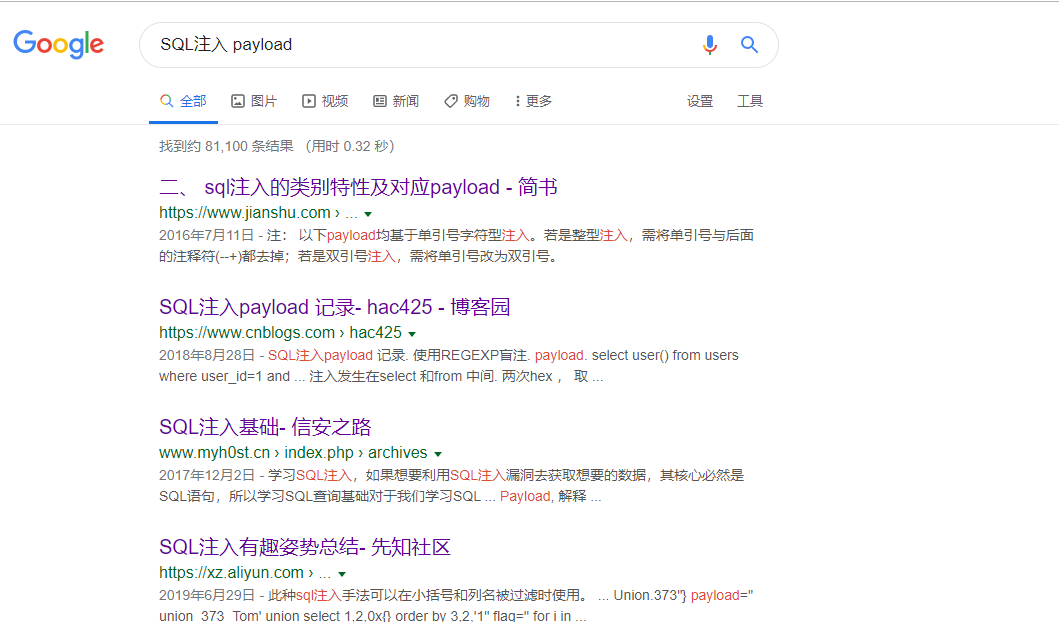 Google
SQL注入 payload
全部 图片 视频 新闻 购物 更多 设置 工具
找到约 81,100 条结果 （用时 0.32 秒）
二、 sql注入的类别特性及对应payload - 简书
https://www.jianshu.com › ...
2016年7月11日 - 注： 以下payload均基于单引号字符型注入。若是整型注入，需将单引号与后面
的注释符(--+)都去掉；若是双引号注入，需将单引号改为双引号。
SQL注入payload 记录- hac425 - 博客园
https://www.cnblogs.com › hac425
2018年8月28日 - SQL注入payload 记录. 使用REGEXP盲注. payload. select user() from users
where user_id=1 and ... 注入发生在select 和from 中间. 两次hex ， 取 ...
SQL注入基础- 信安之路
www.myh0st.cn › index.php › archives
2017年12月2日 - 学习SQL注入，如果想要利用SQL注入漏洞去获取想要的数据，其核心必然是
SQL语句，所以学习SQL查询基础对于我们学习SQL ... Payload, 解释 ...
SQL注入有趣姿势总结- 先知社区
https://xz.aliyun.com › ...
2019年6月29日 - 此种sql注入手法可以在小括号和列名被过滤时使用。 ... Union.373"} payload="
union_373_Tom' union select 1,2,0x{} order by 3,2,'1" flag=" for i in ...